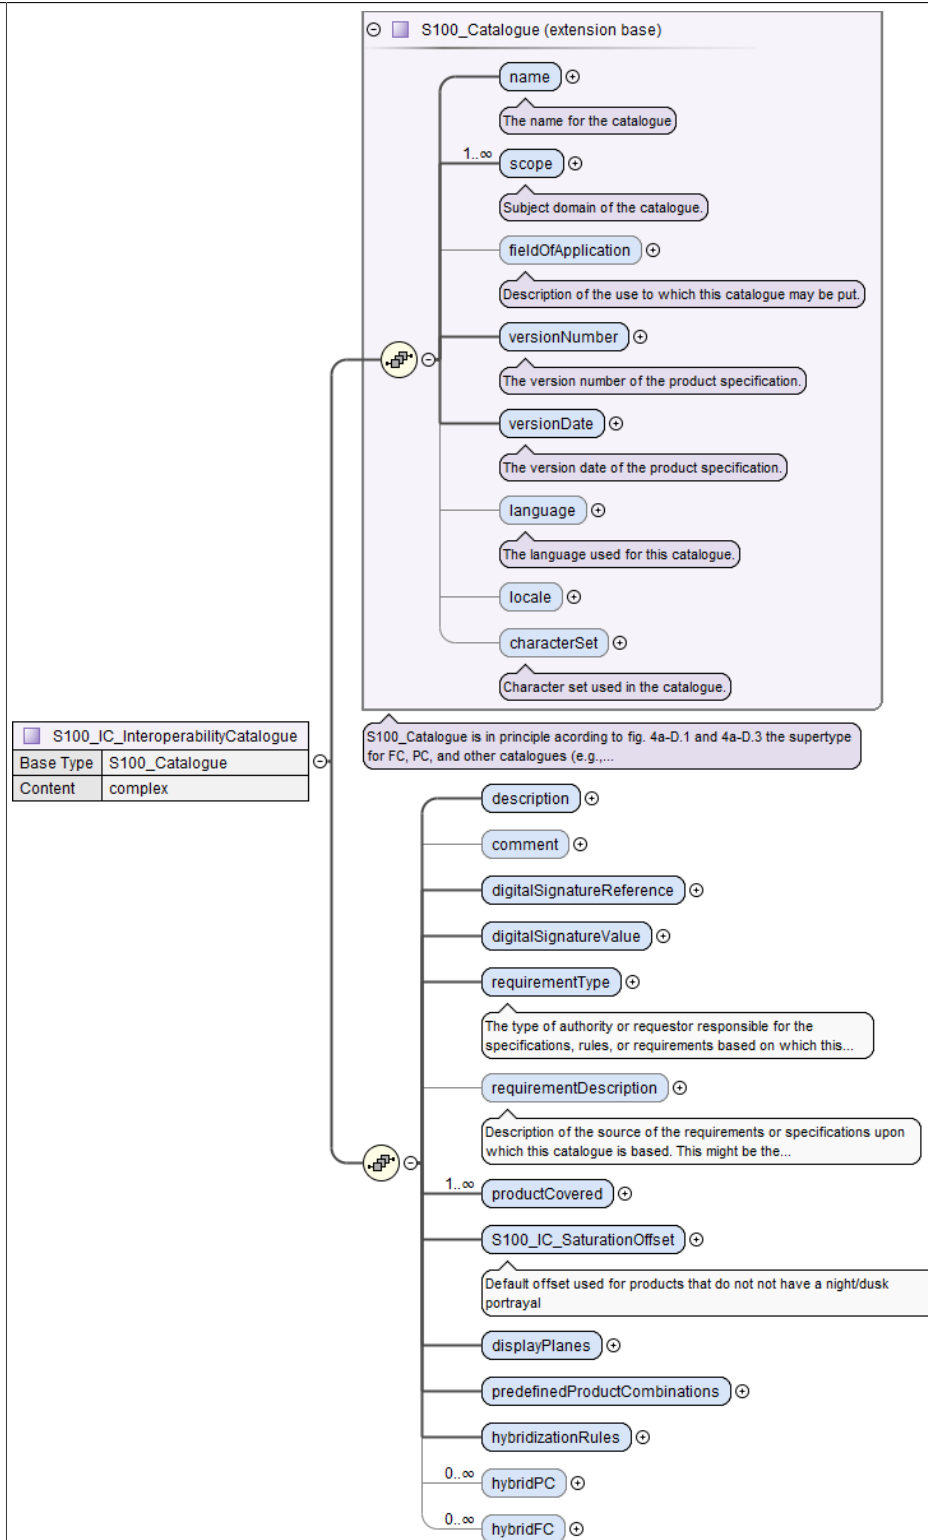 S100_Catalogue (extension base)
name
The name for the catalogue
1..∞
scope
Subject domain of the catalogue.
fieldOfApplication
Description of the use to which this catalogue may be put.
versionNumber
The version number of the product specification.
versionDate
The version date of the product specification.
language
The language used for this catalogue.
locale
characterSet
Character set used in the catalogue.
S100_IC_InteroperabilityCatalogue
Base Type S100_Catalogue
Content complex
S100_Catalogue is in principle acording to fig. 4a-D.1 and 4a-D.3 the supertype
for FC, PC, and other catalogues (e.g.,...
description
comment
digitalSignatureReference
digitalSignatureValue
requirementType
The type of authority or requestor responsible for the
specifications, rules, or requirements based on which this...
requirementDescription
Description of the source of the requirements or specifications upon
which this catalogue is based. This might be the...
1..∞
productCovered
S100_IC_SaturationOffset
Default offset used for products that do not not have a night/dusk
portrayal
displayPlanes
predefinedProductCombinations
hybridizationRules
0..∞
hybridPC
0..∞
hybridFC